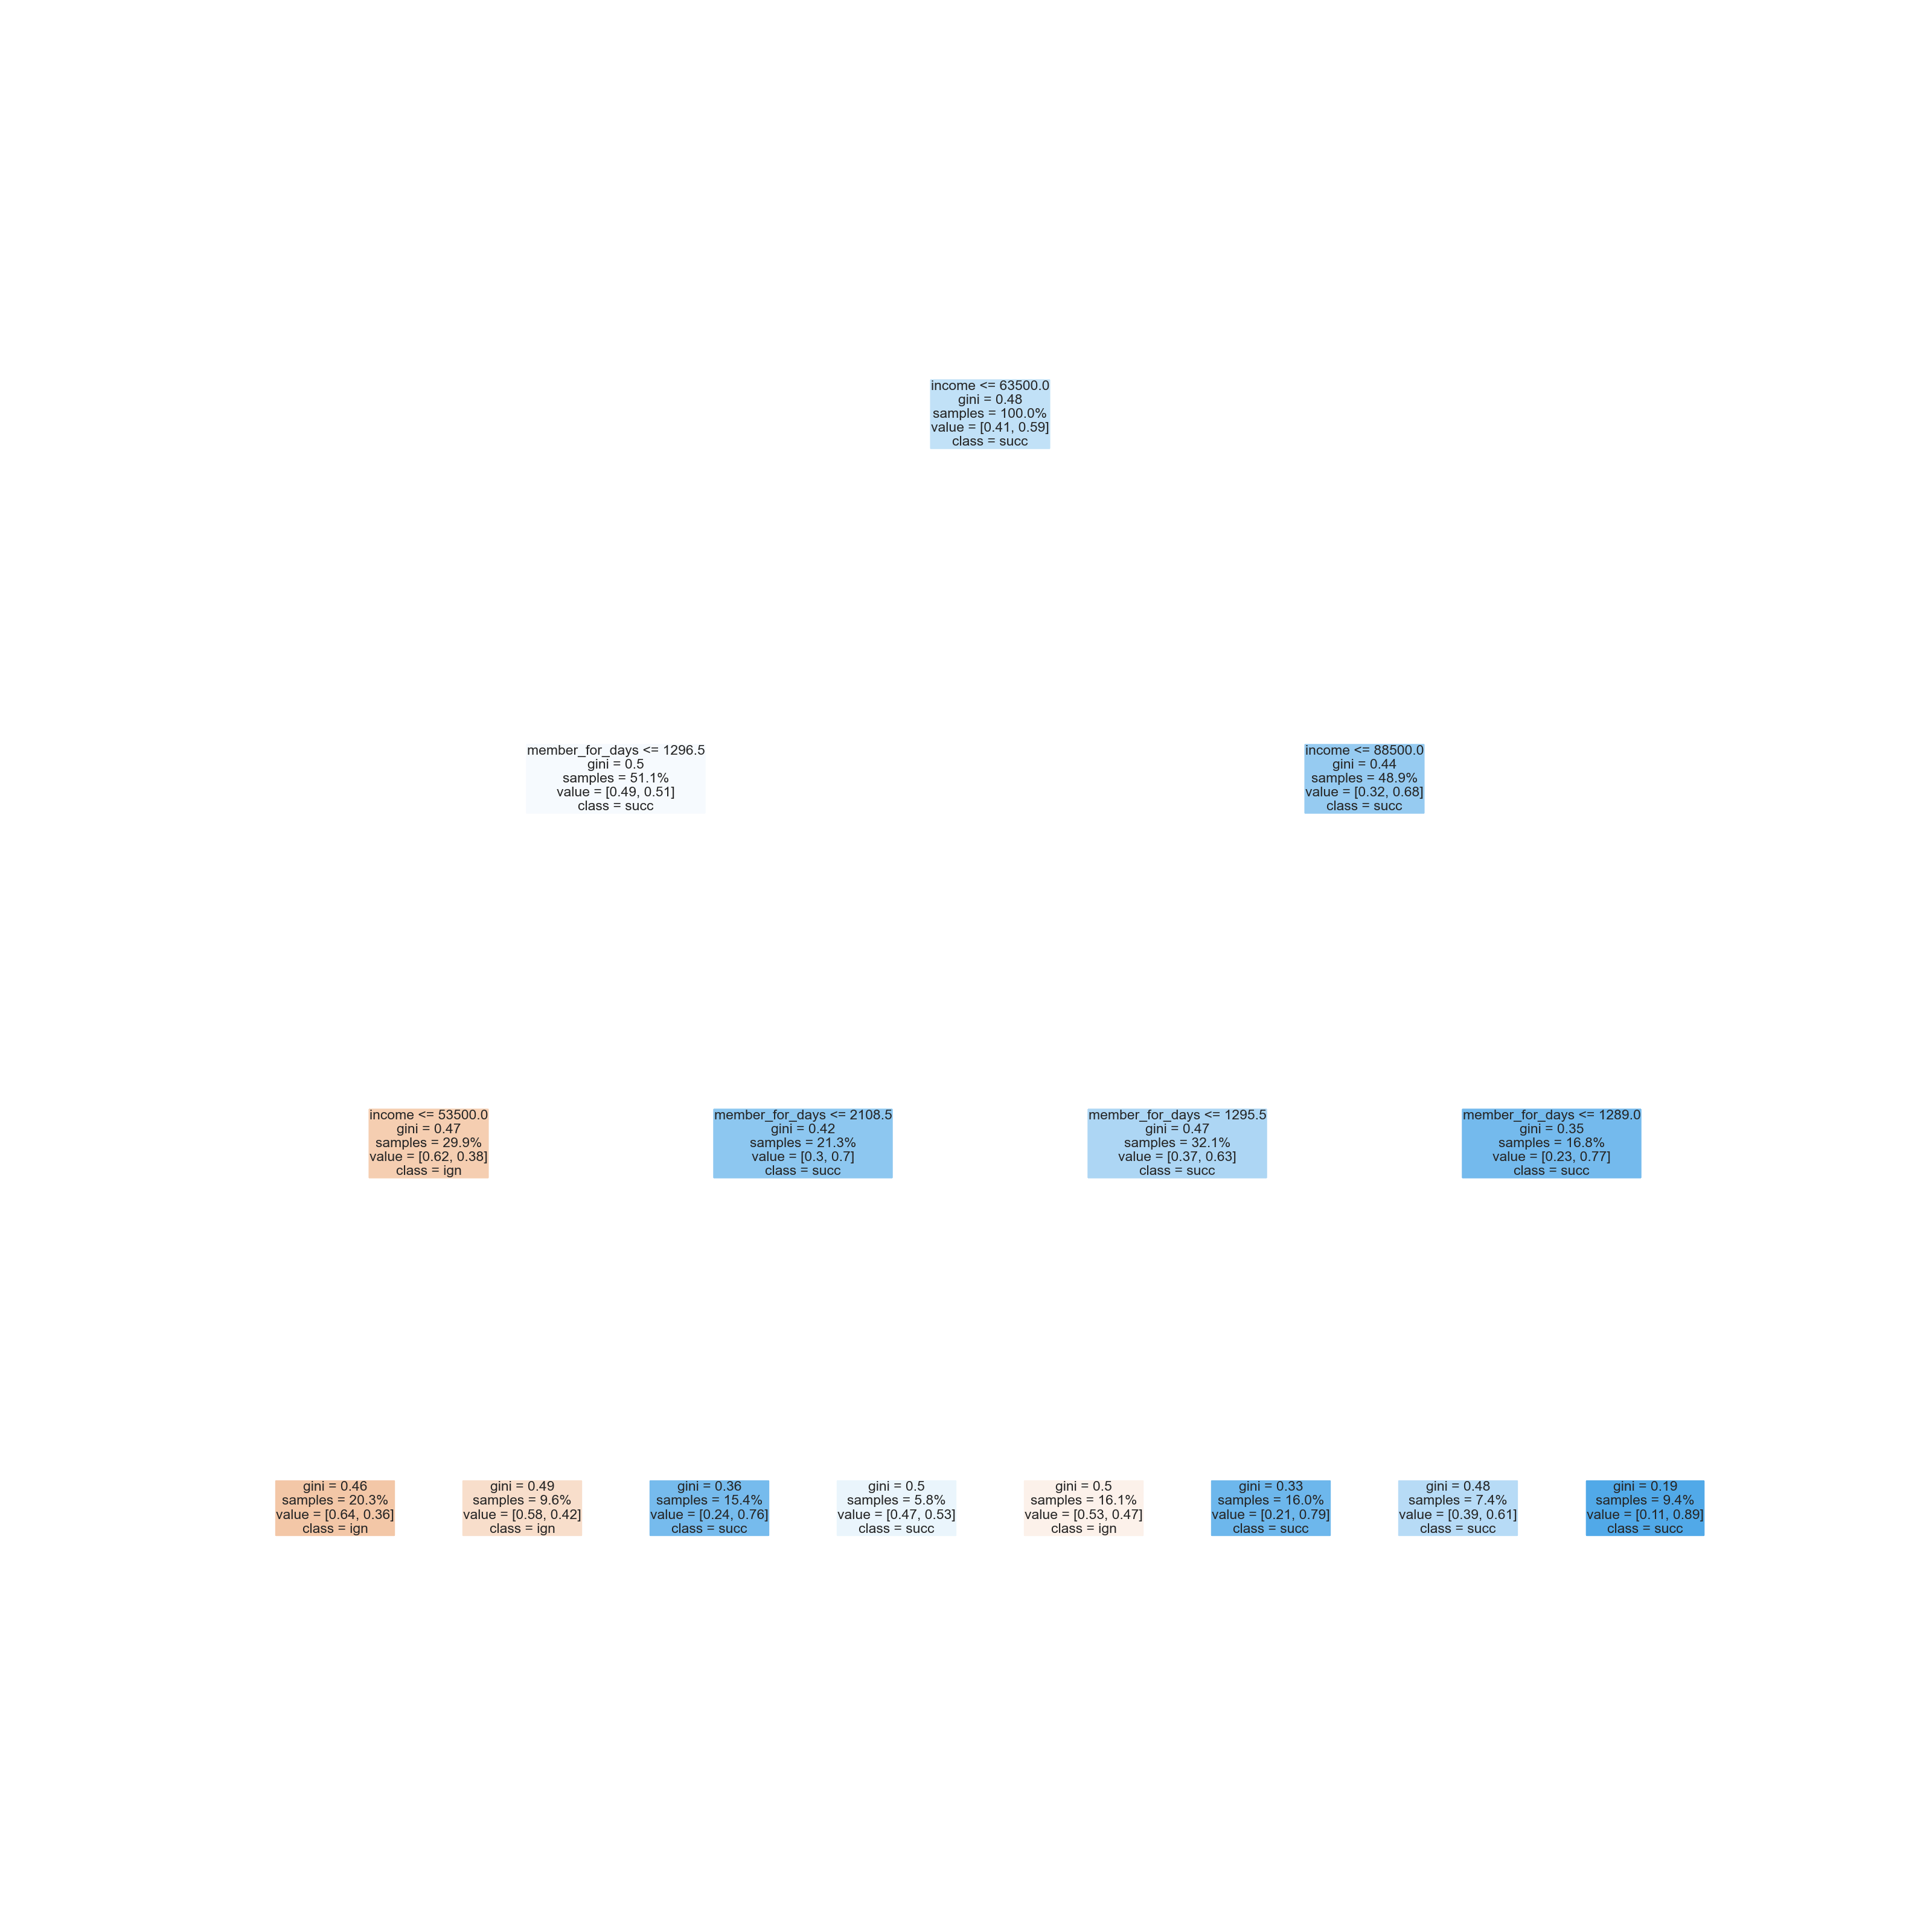 income <= 63500.0
gini = 0.48
samples = 100.0%
value = [0.41, 0.59]
class = succ
member_for_days <= 1296.5
gini = 0.5
samples = 51.1%
value = [0.49, 0.51]
class = succ
income <= 88500.0
gini = 0.44
samples = 48.9%
value = [0.32, 0.68]
class = succ
income <= 53500.0
gini = 0.47
samples = 29.9%
value = [0.62, 0.38]
class = ign
member_for_days <= 2108.5
gini = 0.42
samples = 21.3%
value = [0.3, 0.7]
class = succ
member_for_days <= 1295.5
gini = 0.47
samples = 32.1%
value = [0.37, 0.63]
class = succ
member_for_days <= 1289.0
gini = 0.35
samples = 16.8%
value = [0.23, 0.77]
class = succ
gini = 0.46
samples = 20.3%
value = [0.64, 0.36]
class = ign
gini = 0.49
samples = 9.6%
value = [0.58, 0.42]
class = ign
gini = 0.36
samples = 15.4%
value = [0.24, 0.76]
class = succ
gini = 0.5
samples = 5.8%
value = [0.47, 0.53]
class = succ
gini = 0.5
samples = 16.1%
value = [0.53, 0.47]
class = ign
gini = 0.33
samples = 16.0%
value = [0.21, 0.79]
class = succ
gini = 0.48
samples = 7.4%
value = [0.39, 0.61]
class = succ
gini = 0.19
samples = 9.4%
value = [0.11, 0.89]
class = succ